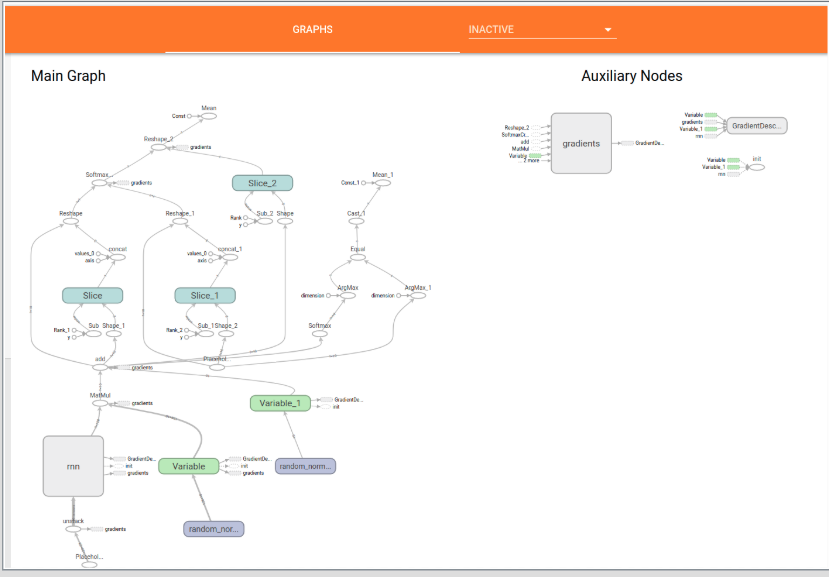 GRAPHS
INACTIVE
Main Graph
Auxiliary Nodes
Mean
Const
Reshape_2
gradients
Softmax...
gradients
Slice_2
Mean_1
Const_1
Reshape
Reshape_1
Rank
Sub_2
Shape
y
Cast_1
values_0
concat
axis
values_0
concat_1
axis
Equal
Slice
Slice_1
dimension
ArgMax
dimension
ArgMax_1
Rank_1
Sub
Shape_1
y
Rank_2
Sub_1
Shape_2
y
Softmax
add
gradients
Placehol...
MatMul
gradients
Variable_1
GradientDe...
init
rnn
GradientDe...
init
gradients
Variable
GradientDe...
init
gradients
random_norm...
unstack
gradients
random_nor...
Placehol...
Reshape_2
SoftmaxCr...
add
MatMul
Variable
... 2 more
gradients
GradientDe...
Variable
gradients
Variable_1
rnn
GradientDesc...
Variable
Variable_1
rnn
init